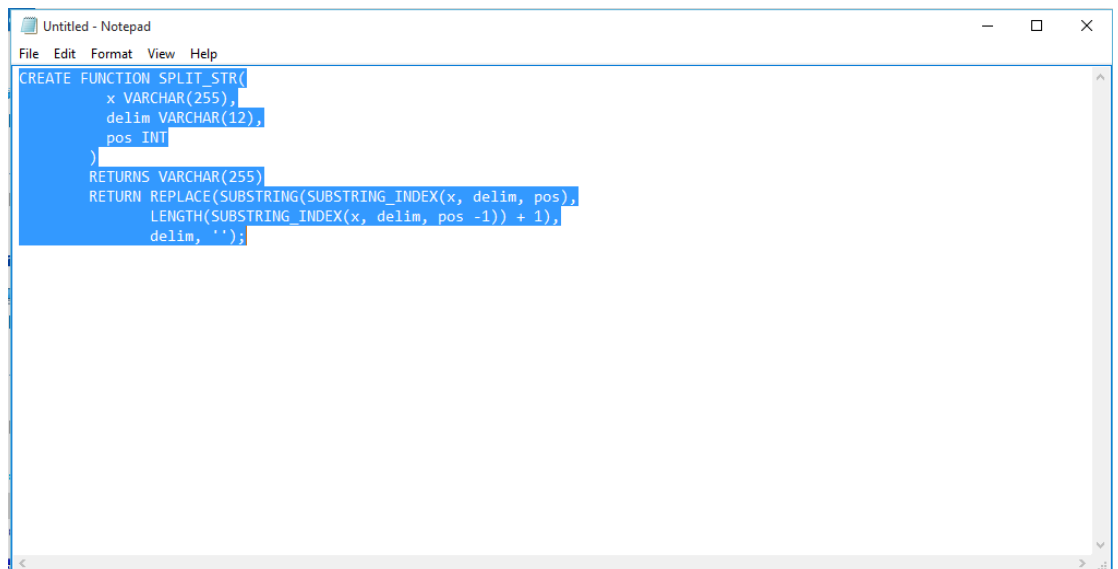 Untitled - Notepad
File Edit Format View Help
CREATE FUNCTION SPLIT_STR(
x VARCHAR(255),
delim VARCHAR(12),
pos INT
)
RETURNS VARCHAR(255)
RETURN REPLACE(SUBSTRING(SUBSTRING_INDEX(x, delim, pos),
LENGTH(SUBSTRING_INDEX(x, delim, pos -1)) + 1),
delim, '');